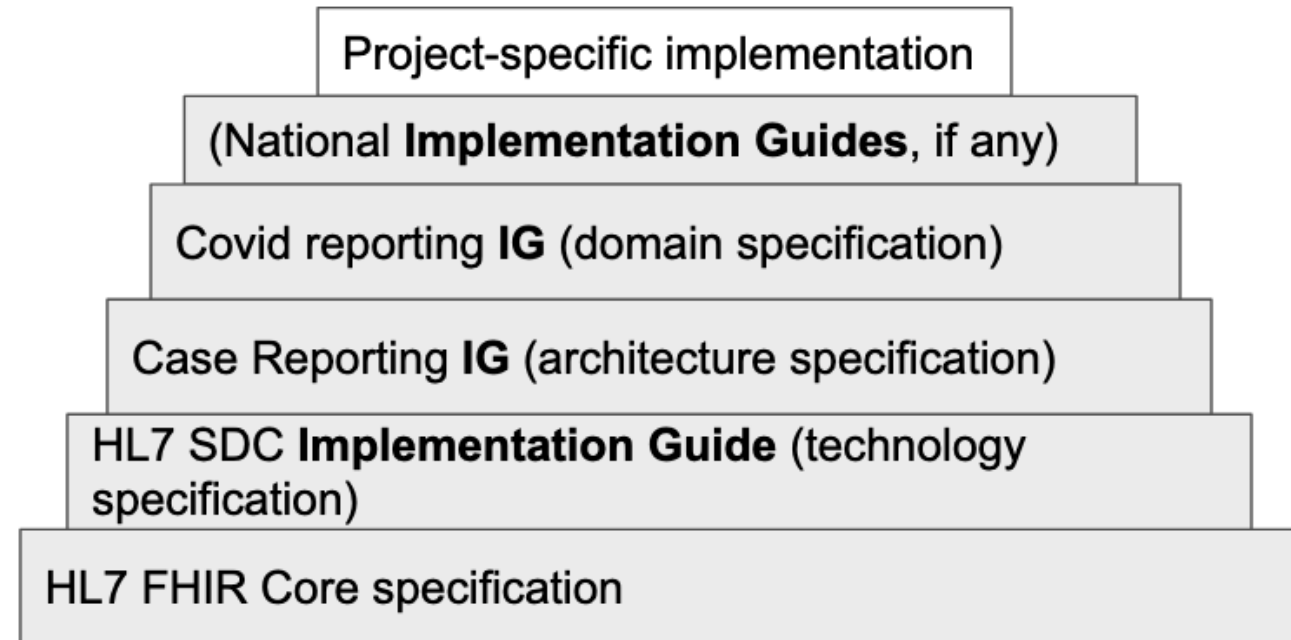 Project-specific implementation
(National Implementation Guides, if any)
Covid reporting IG (domain specification)
Case Reporting IG (architecture specification)
HL7 SDC Implementation Guide (technology
specification)
HL7 FHIR Core specification